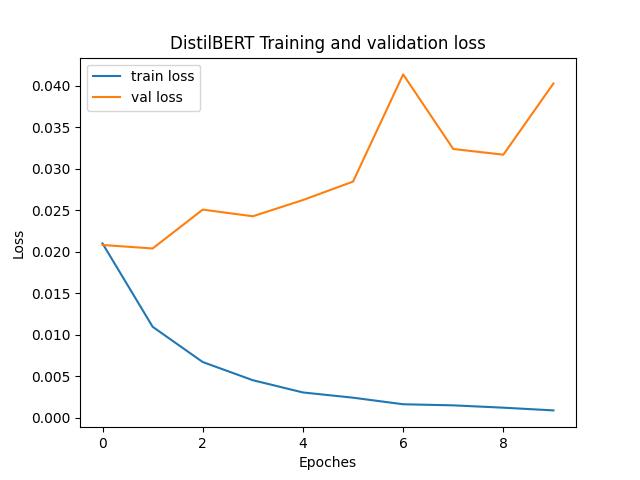 DistilBERT Training and validation loss
train loss
val loss
0.040
0.035
0.030
0.025
0.020
0.015
0.010
0.005
0.000
Loss
0 2 4 6 8
Epoches